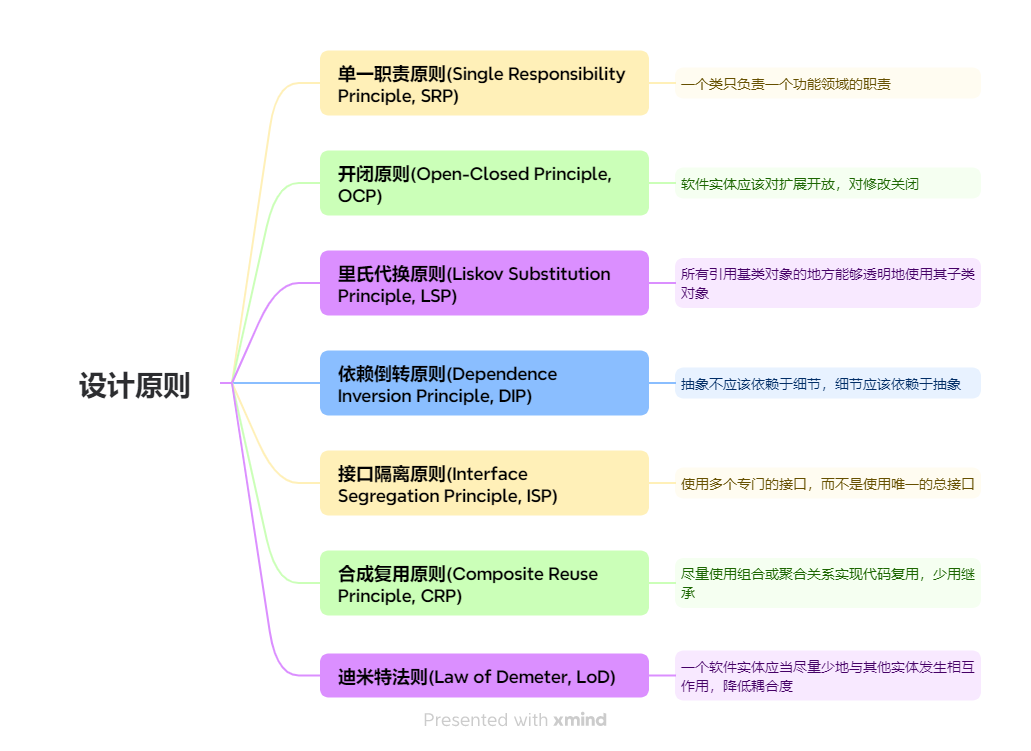 设计原则
单一职责原则(Single Responsibility
Principle, SRP)
一个类只负责一个功能领域的职责
开闭原则(Open-Closed Principle,
OCP)
软件实体应该对扩展开放，对修改关闭
里氏代换原则(Liskov Substitution
Principle, LSP)
所有引用基类对象的地方能够透明地使用其子类
对象
依赖倒转原则(Dependence
Inversion Principle, DIP)
抽象不应该依赖于细节，细节应该依赖于抽象
接口隔离原则(Interface
Segregation Principle, ISP)
使用多个专门的接口，而不是使用唯一的总接口
合成复用原则(Composite Reuse
Principle, CRP)
尽量使用组合或聚合关系实现代码复用，少用继
承
迪米特法则(Law of Demeter, LoD)
一个软件实体应当尽量少地与其他实体发生相互
作用，降低耦合度
Presented with xmind